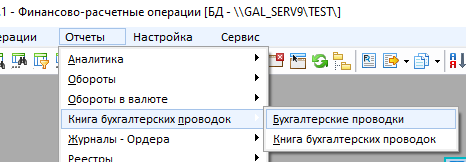 .1 - Финансово-расчетные операции [БД - \\GAL_SERV9\TEST\]
ерации Отчеты Настройка Сервис
Аналитика
Обороты
Обороты в валюте
Книга бухгалтерских проводок
Бухгалтерские проводки
Журналы - Ордера
Книга бухгалтерских проводок
Реестры